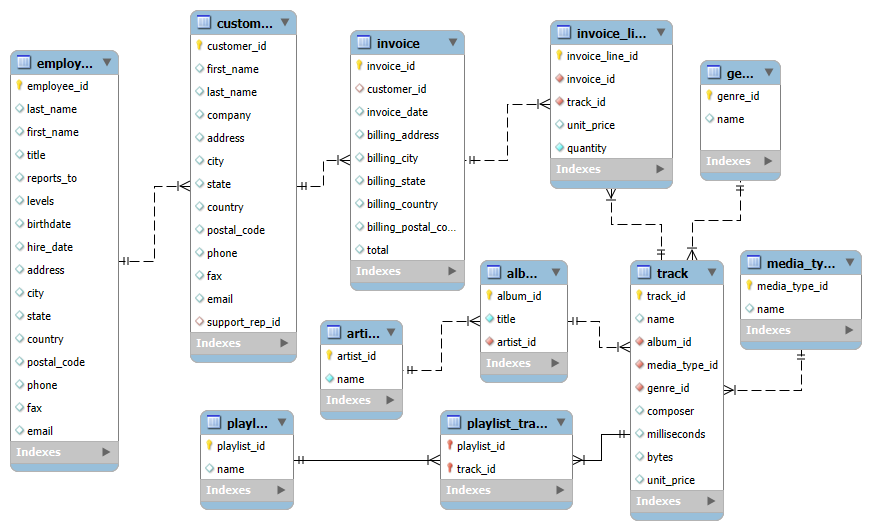 employ...
employee_id
last_name
first_name
title
reports_to
levels
birthdate
hire_date
address
city
state
country
postal_code
phone
fax
email
Indexes
custom...
customer_id
first_name
last_name
company
address
city
state
country
postal_code
phone
fax
email
support_rep_id
Indexes
invoice
invoice_id
customer_id
invoice_date
billing_address
billing_city
billing_state
billing_country
billing_postal_co...
total
Indexes
invoice_li...
invoice_line_id
invoice_id
track_id
unit_price
quantity
Indexes
ge...
genre_id
name
Indexes
arti...
artist_id
name
Indexes
alb...
album_id
title
artist_id
Indexes
track
track_id
name
album_id
media_type_id
genre_id
composer
milliseconds
bytes
unit_price
Indexes
media_ty...
media_type_id
name
Indexes
playl...
playlist_id
name
Indexes
playlist_tra...
playlist_id
track_id
Indexes